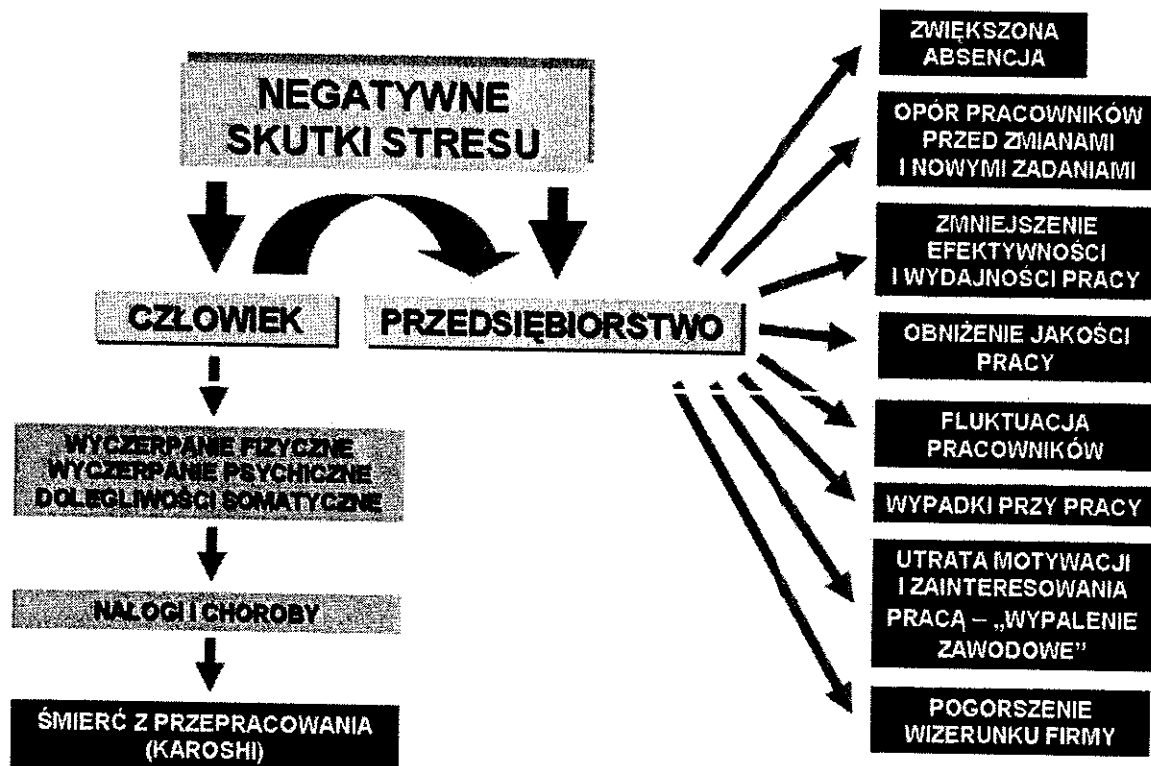 NEGATYWNE
SKUTKI STRESU
CZŁOWIEK
PRZEDSIĘBIORSTWO
WYCZERPANIE FIZYCZNE
WYCZERPANIE PSYCHICZNE
DOLEGLIWOŚCI SOMATYCZNE
NAŁOGI I CHOROBY
ŚMIERĆ Z PRZEPRACOWANIA
(KAROSHI)
ZWIĘKSZONA
ABSENCJA
OPÓR PRACOWNIKÓW
PRZED ZMIANAMI
I NOWYMI ZADANIAMI
ZMNIEJSZENIE
EFEKTYWNOŚCI
I WYDAJNOŚCI PRACY
OBNIŻENIE JAKOŚCI
PRACY
FLUKTUACJA
PRACOWNIKÓW
WYPADKI PRZY PRACY
UTRATA MOTYWACJI
I ZAINTERESOWANIA
PRACĄ – „WYPALENIE
ZAWODOWE”
POGORSZENIE
WIZERUNKU FIRMY